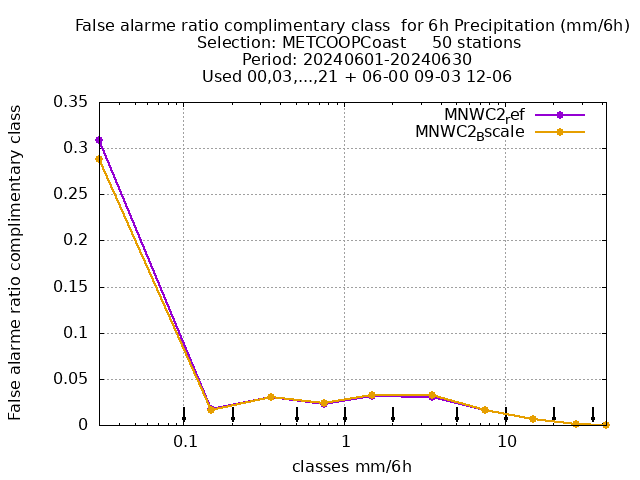 False alarme ratio complimentary class  for 6h Precipitation (mm/6h)
Selection: METCOOPCoast     50 stations
Period: 20240601-20240630
Used 00,03,...,21 + 06-00 09-03 12-06
False alarme ratio complimentary class
0.35
0.3
0.25
0.2
0.15
0.1
0.05
0
MNWC2ref
MNWC2Bscale
0.1
1
10
classes mm/6h